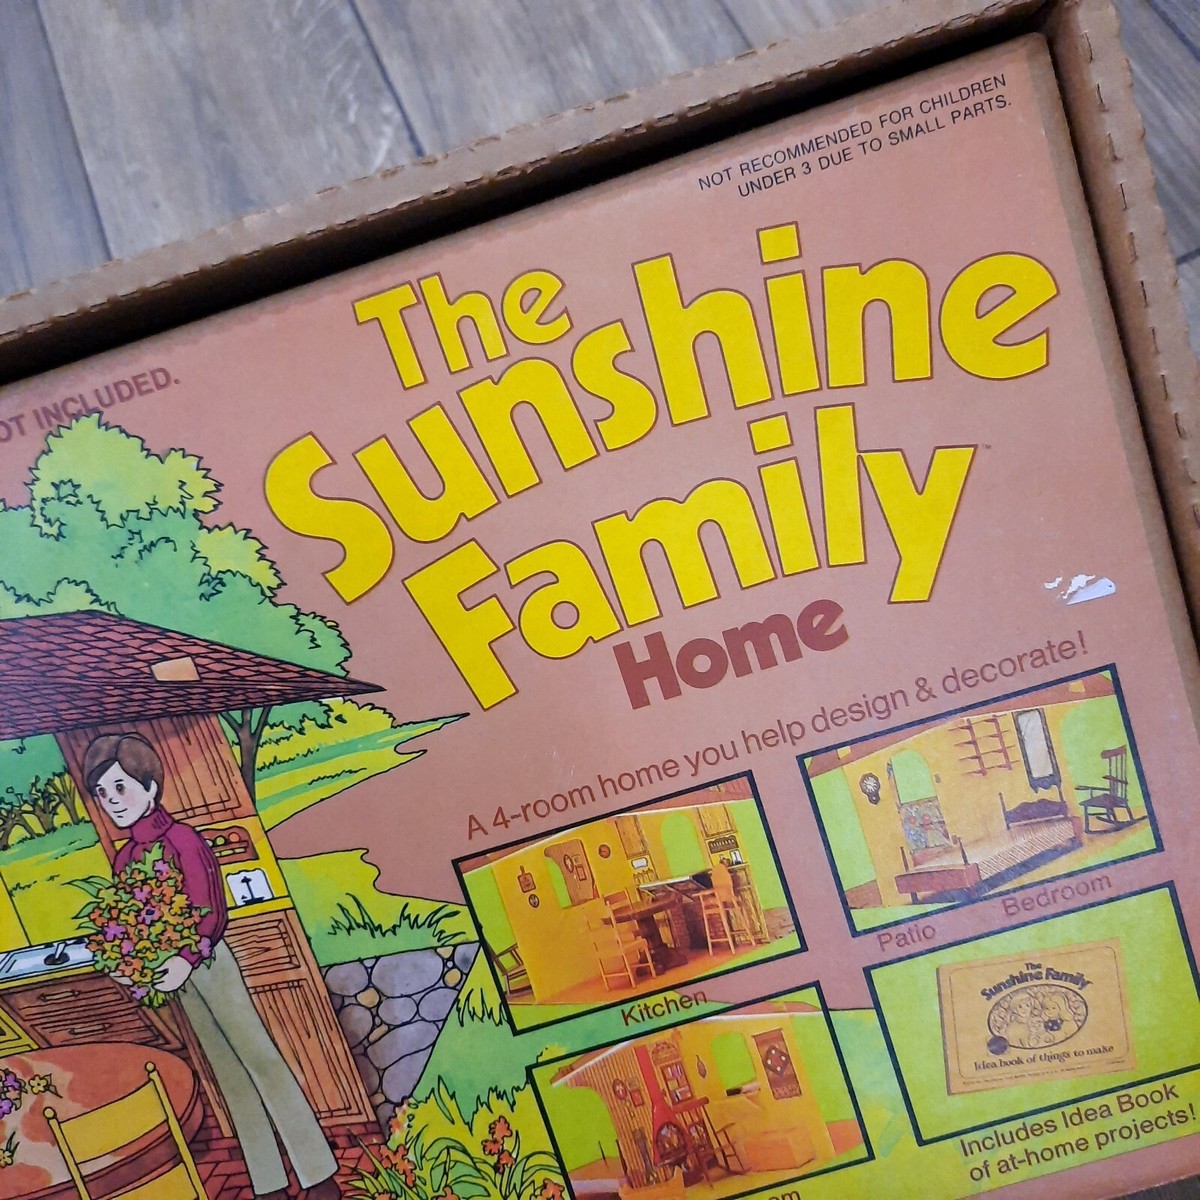 NOT RECOMMENDED FOR CHILDREN
UNDER 3 DUE TO SMALL PARTS.
INCLUDED.
The
Sunshine
Family™
Home
A 4-room home you help design & decorate!
Kitchen
Patio
Bedroom
The
Sunshine Family
Idea book of things to make
Includes Idea Book
of at-home projects!